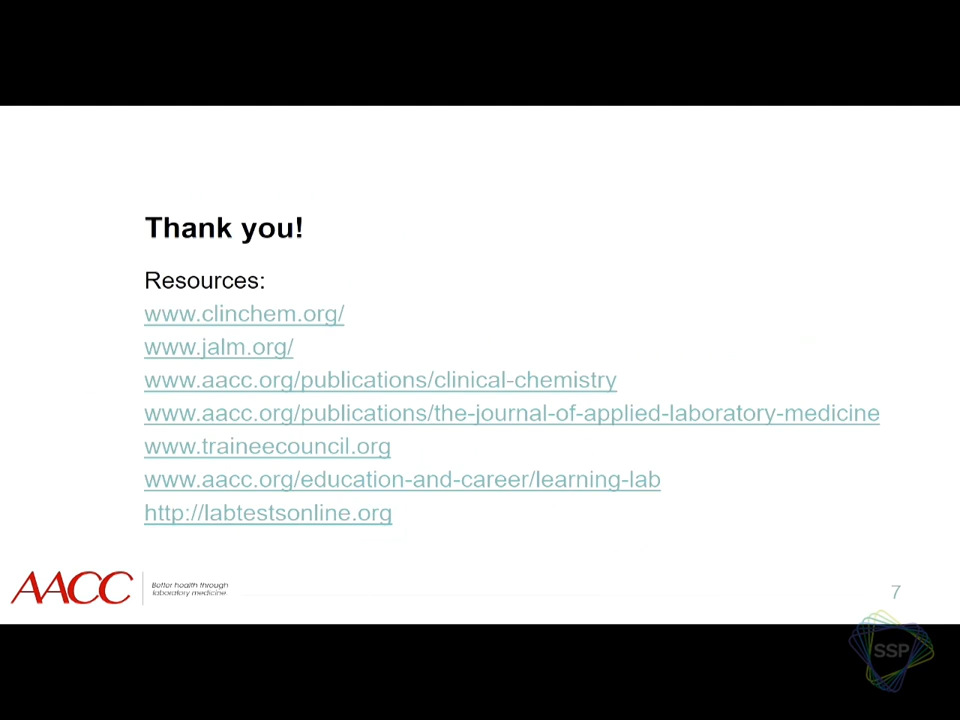 Thank you!
Resources:
www.clinchem.org/
www.jalm.org/
www.aacc.org/publications/clinical-chemistry
www.aacc.org/publications/the-journal-of-applied-laboratory-medicine
www.traineecouncil.org
www.aacc.org/education-and-career/learning-lab
http://labtestsonline.org
AACC
Better health through
laboratory medicine.
7
SSP